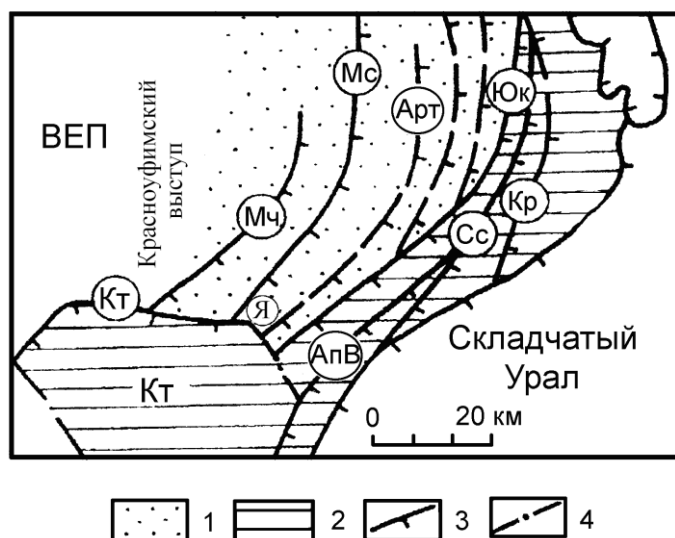 Мс
Арт
Юк
ВЕП
Красноуфимский
выступ
Мч
Кр
Сс
Кт
Я
АпВ
Складчатый
Урал
Кт
0 20 км
1 2 3 4